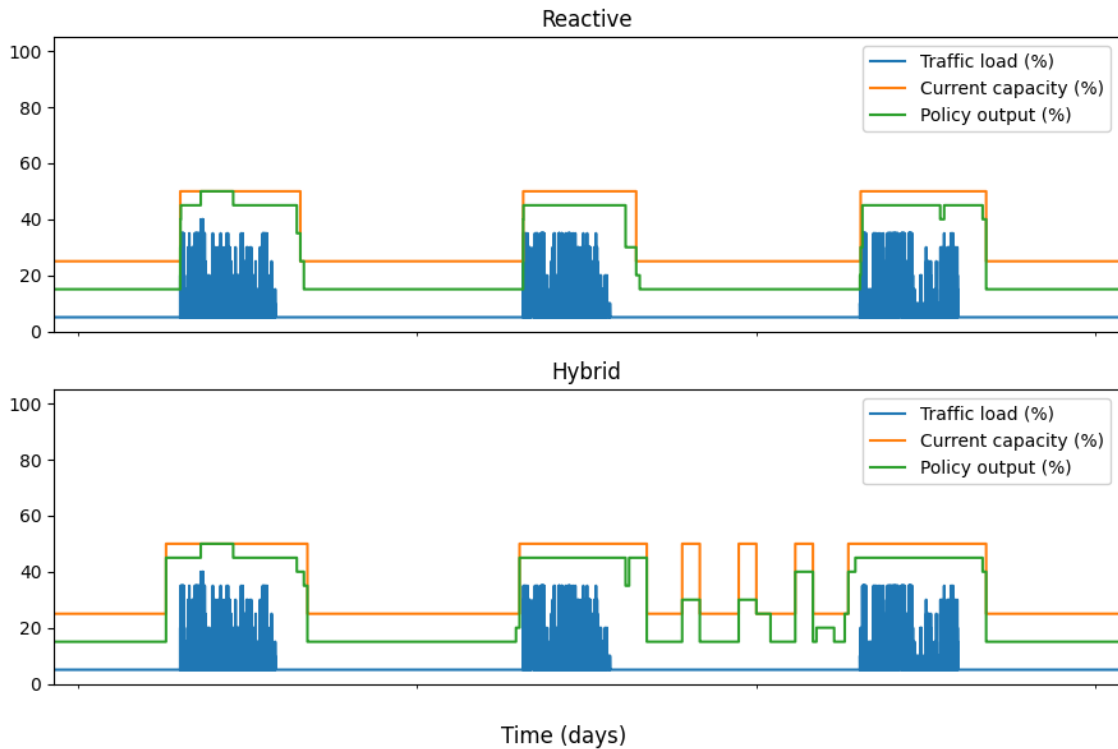 Reactive
100
80
60
40
20
0
Traffic load (%)
Current capacity (%)
Policy output (%)
Hybrid
100
80
60
40
20
0
Traffic load (%)
Current capacity (%)
Policy output (%)
Time (days)